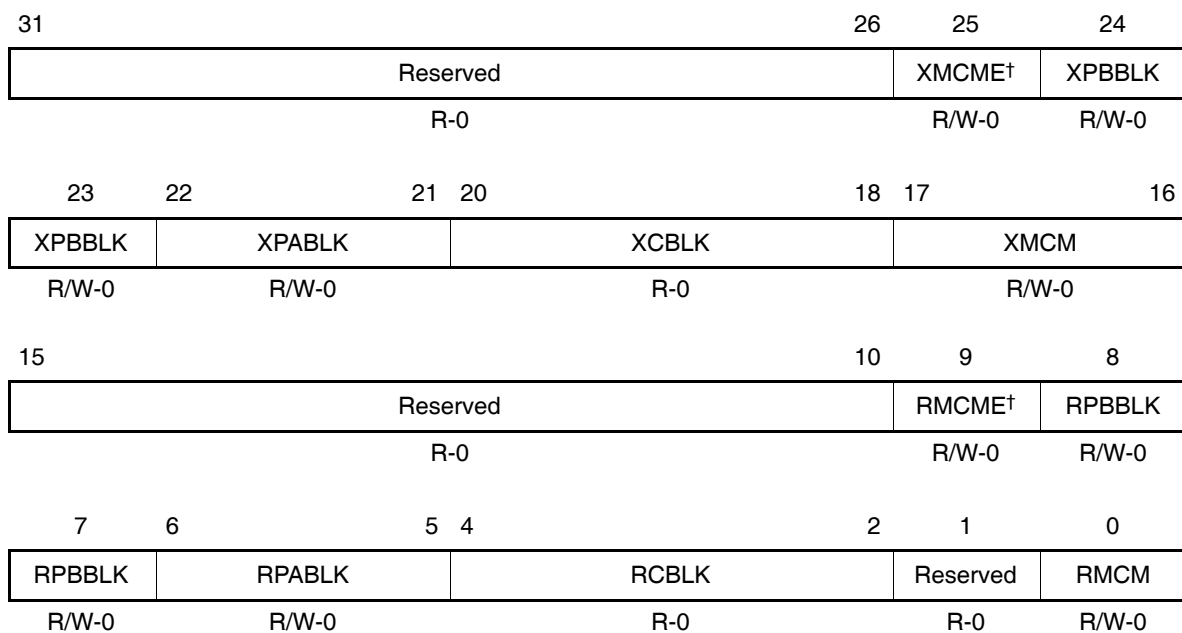 31 26 25 24
Reserved XMCME† XPBBLK
R-0 R/W-0 R/W-0
23 22 21 20 18 17 16
XPBBLK XPABLK XCBLK XMCM
R/W-0 R/W-0 R-0 R/W-0
15 10 9 8
Reserved RMCME† RPBBLK
R-0 R/W-0 R/W-0
7 6 5 4 2 1 0
RPBBLK RPABLK RCBLK Reserved RMCM
R/W-0 R/W-0 R-0 R-0 R/W-0